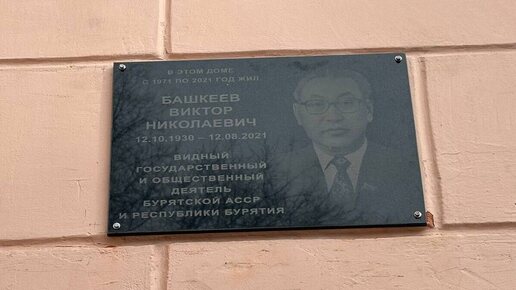 В ЭТОМ ДОМЕ
С 1971 ПО 2021 ГОД ЖИЛ
БАШКЕЕВ
ВИКТОР
НИКОЛАЕВИЧ
12.10.1930 – 12.08.2021
ВИДНЫЙ
ГОСУДАРСТВЕННЫЙ
И ОБЩЕСТВЕННЫЙ
ДЕЯТЕЛЬ
БУРЯТСКОЙ АССР
И РЕСПУБЛИКИ БУРЯТИЯ